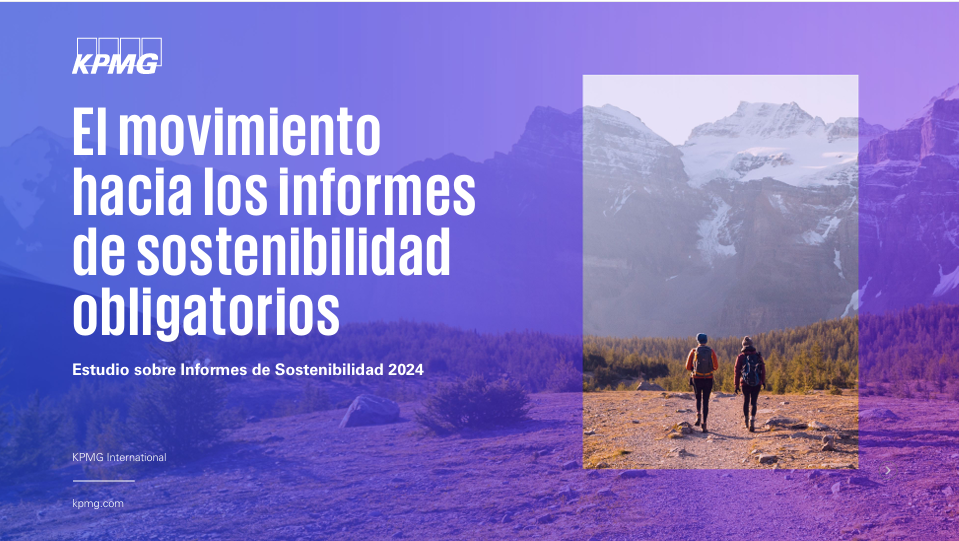 KPMG
El movimiento
hacia los informes
de sostenibilidad
obligatorios
Estudio sobre Informes de Sostenibilidad 2024
KPMG International
kpmg.com